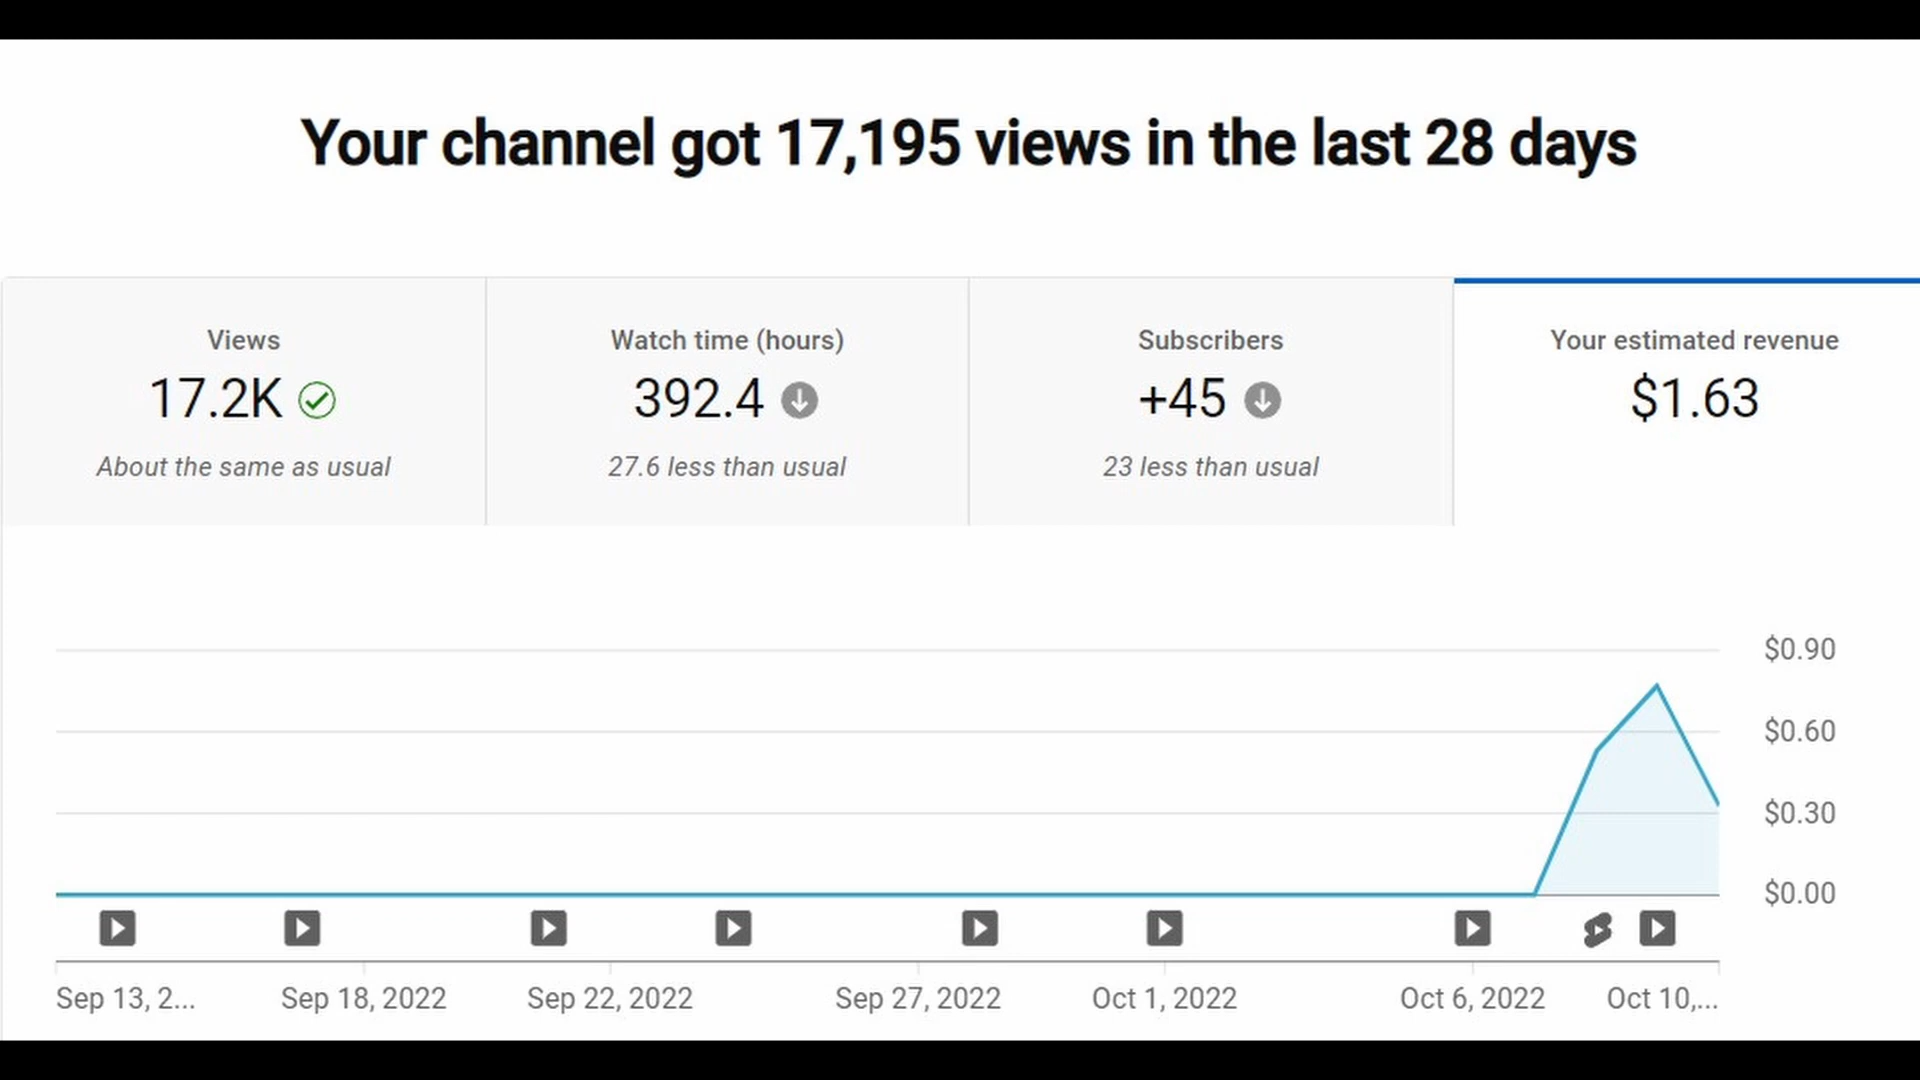 Your channel got 17,195 views in the last 28 days
Views
17.2K
About the same as usual
Watch time (hours)
392.4
27.6 less than usual
Subscribers
+45
23 less than usual
Your estimated revenue
$1.63
$0.90
$0.60
$0.30
$0.00
Sep 13, 2... Sep 18, 2022 Sep 22, 2022 Sep 27, 2022 Oct 1, 2022 Oct 6, 2022 Oct 10,...